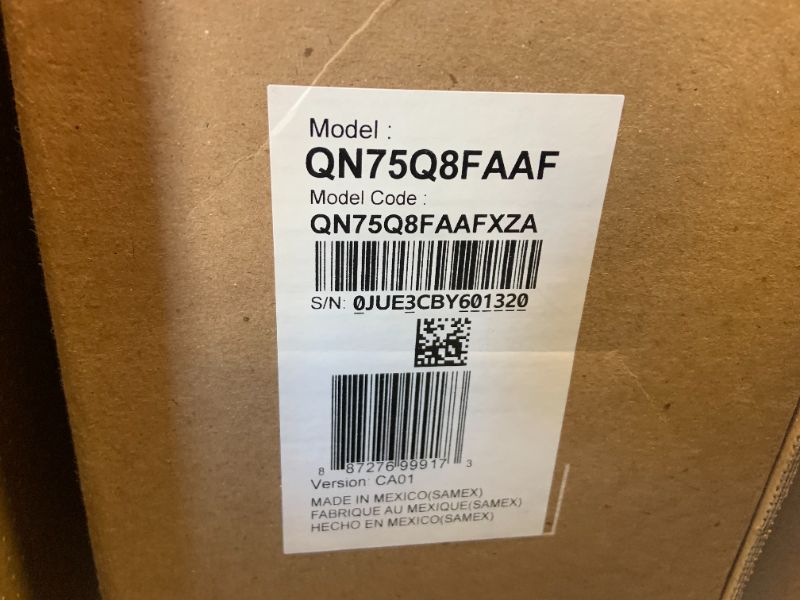 Model :
QN75Q8FAAF
Model Code :
QN75Q8FAAFXZA
S/N: 0JUE3CBY601320
8 87276 99917 3
Version: CA01
MADE IN MEXICO(SAMEX)
FABRIQUE AU MEXIQUE(SAMEX)
HECHO EN MEXICO(SAMEX)